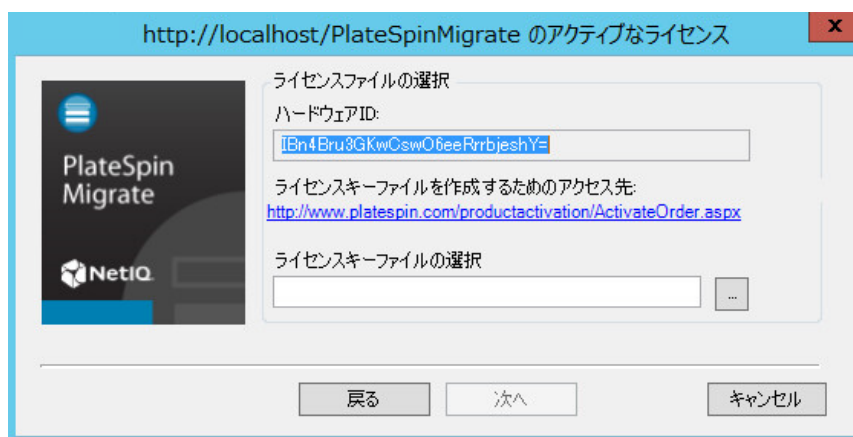 http://localhost/PlateSpinMigrate のアクティブなライセンス
x
PlateSpin
Migrate
NetIQ
ライセンスファイルの選択
ハードウェアID:
IBn4Bru3GKwCswO6eeRrrbjeshY=
ライセンスキーファイルを作成するためのアクセス先:
http://www.platespin.com/productactivation/ActivateOrder.aspx
ライセンスキーファイルの選択
...
戻る
次へ
キャンセル